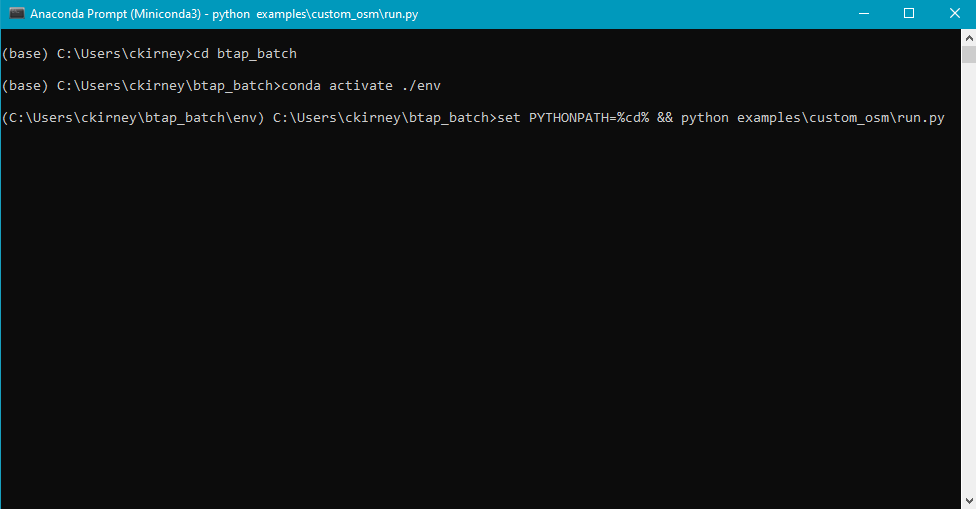 Anaconda Prompt (Miniconda3) - python  examples\custom_osm\run.py
(base) C:\Users\ckirney>cd btap_batch
(base) C:\Users\ckirney\btap_batch>conda activate ./env
(C:\Users\ckirney\btap_batch\env) C:\Users\ckirney\btap_batch>set PYTHONPATH=%cd% && python examples\custom_osm\run.py